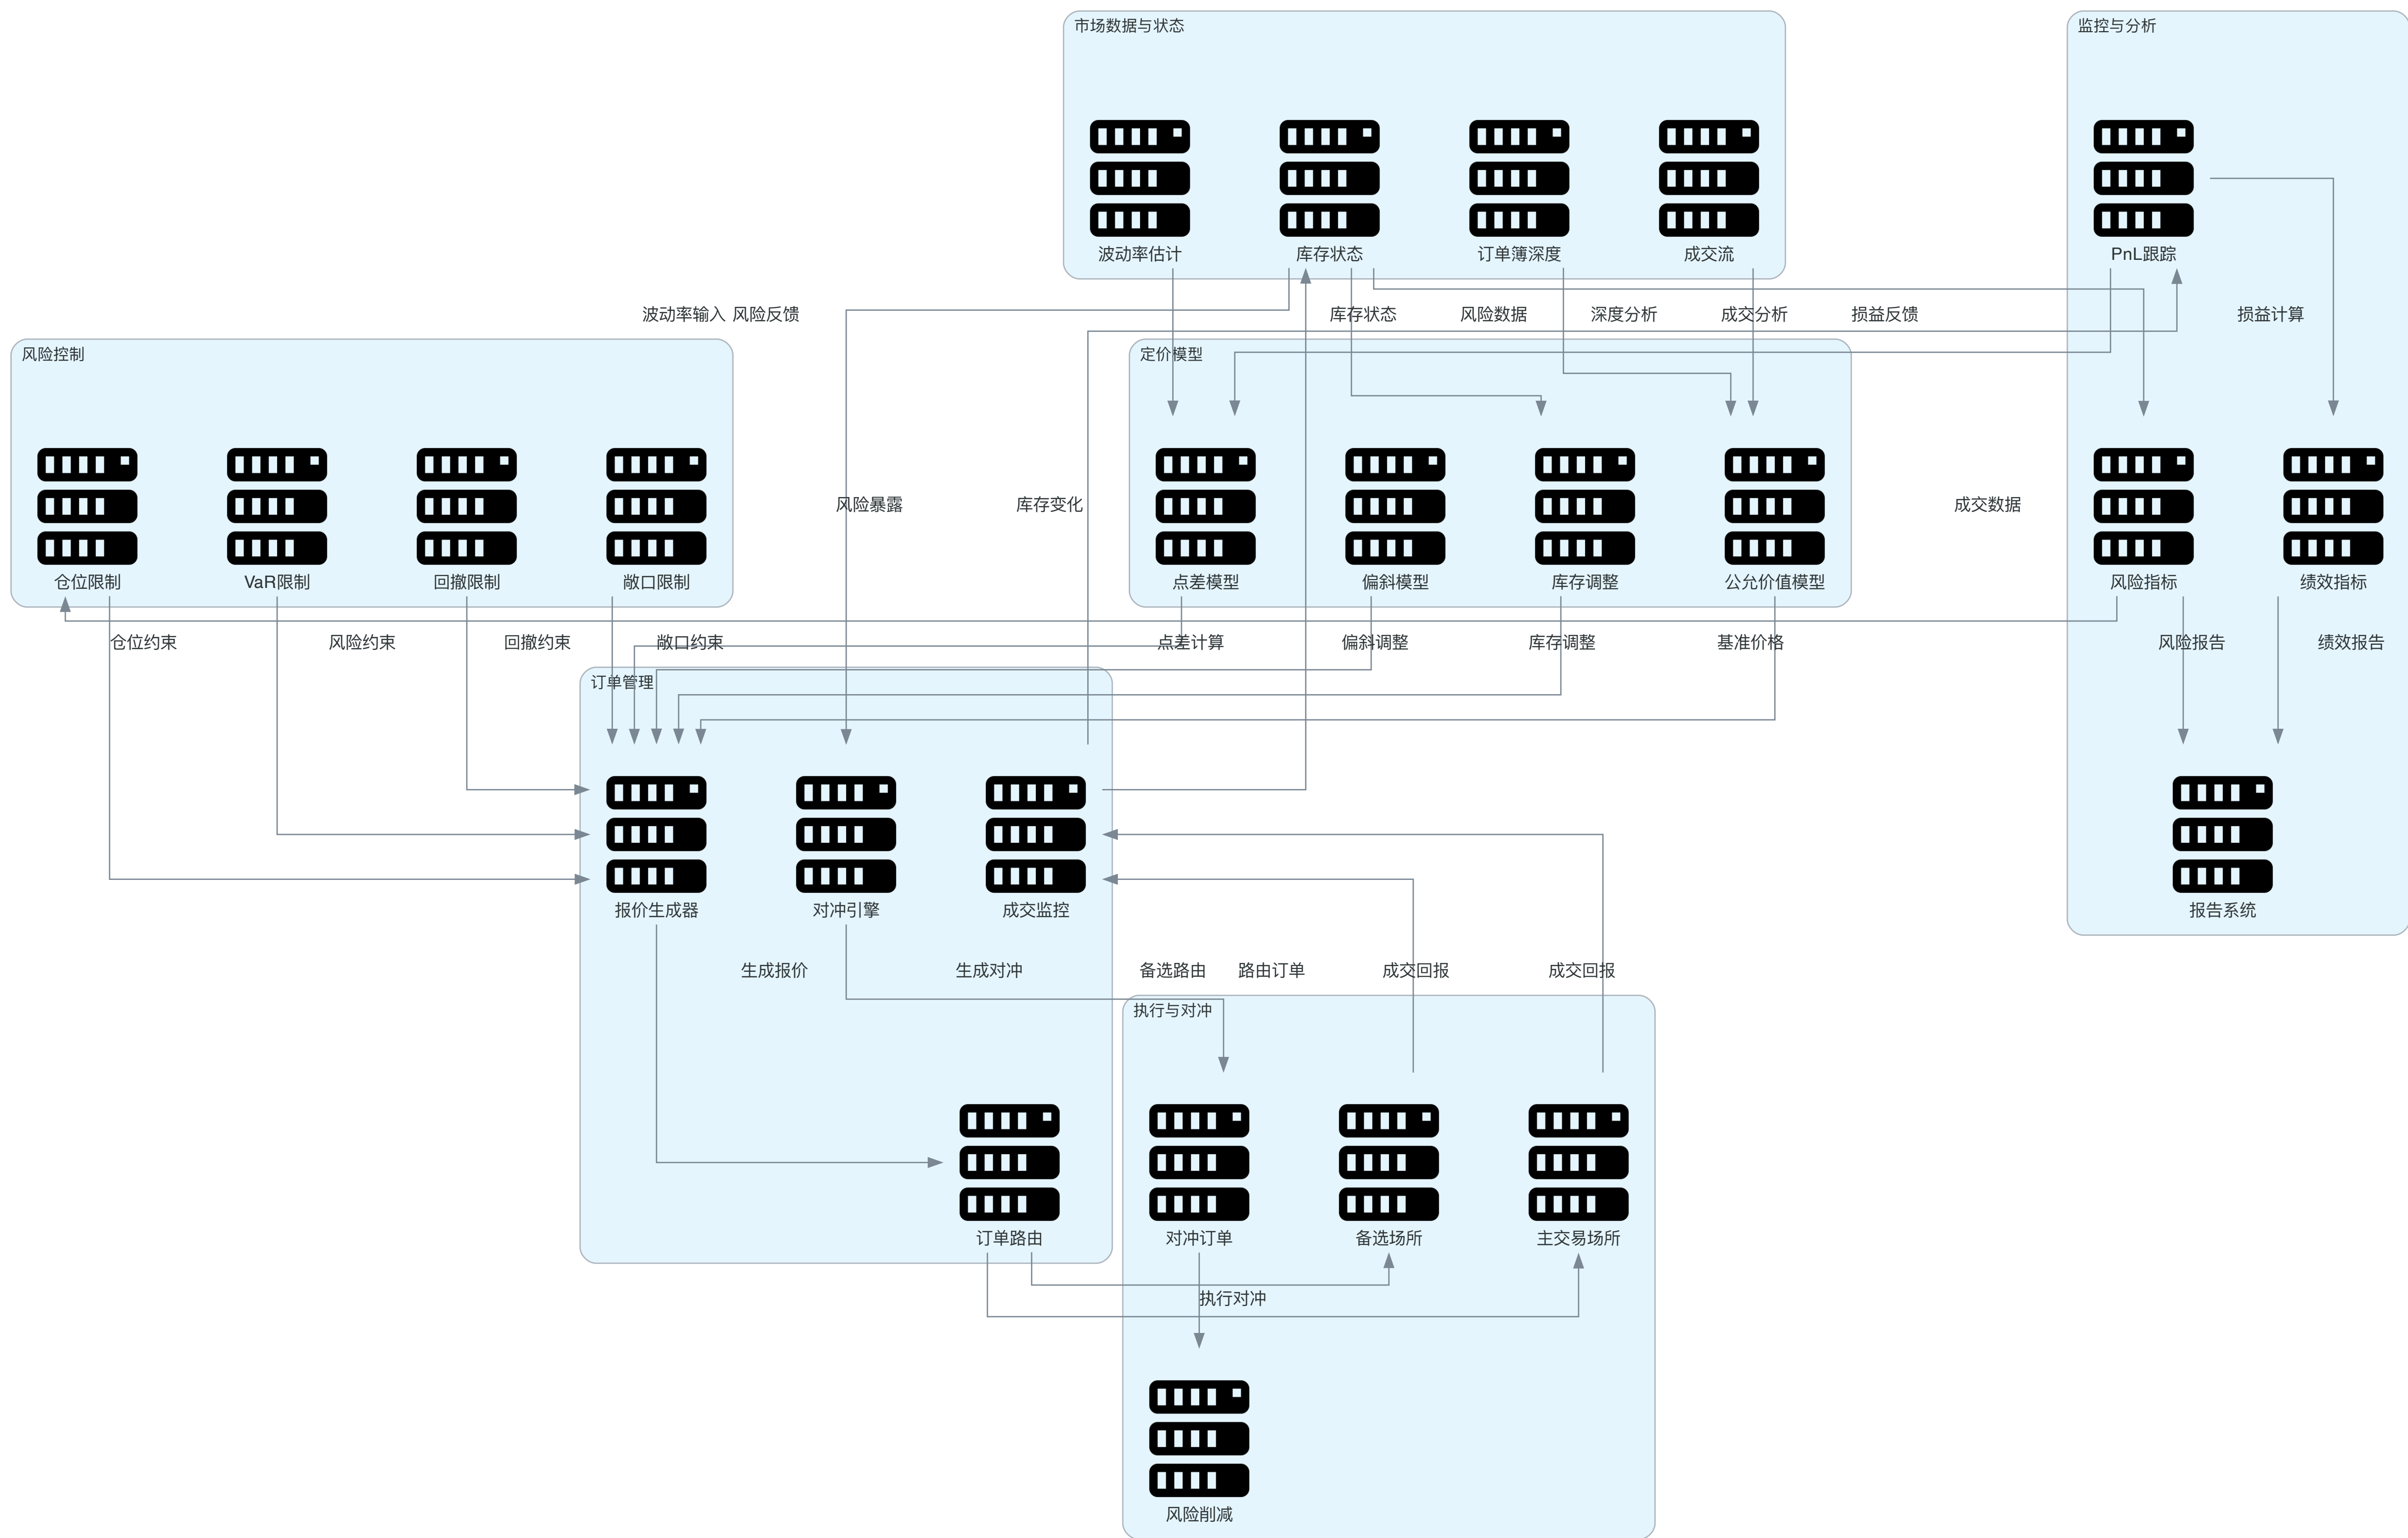 市场数据与状态
监控与分析
波动率估计
库存状态
订单簿深度
成交流
PnL跟踪
波动率输入
风险反馈
库存状态
风险数据
深度分析
成交分析
损益反馈
损益计算
风险控制
定价模型
风险暴露
库存变化
成交数据
仓位限制
VaR限制
回撤限制
敞口限制
点差模型
偏斜模型
库存调整
公允价值模型
风险指标
绩效指标
仓位约束
风险约束
回撤约束
敞口约束
点差计算
偏斜调整
库存调整
基准价格
风险报告
绩效报告
订单管理
报价生成器
对冲引擎
成交监控
报告系统
生成报价
生成对冲
备选路由
路由订单
成交回报
成交回报
执行与对冲
订单路由
对冲订单
备选场所
主交易场所
执行对冲
风险削减